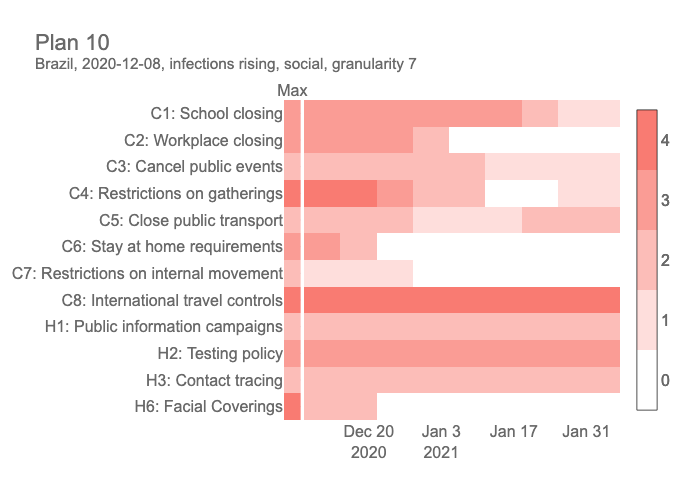 Plan 10
Brazil, 2020-12-08, infections rising, social, granularity 7
Max
C1: School closing
C2: Workplace closing
C3: Cancel public events
C4: Restrictions on gatherings
C5: Close public transport
C6: Stay at home requirements
C7: Restrictions on internal movement
C8: International travel controls
H1: Public information campaigns
H2: Testing policy
H3: Contact tracing
H6: Facial Coverings
4
3
2
1
0
Dec 20 Jan 3 Jan 17 Jan 31
2020 2021